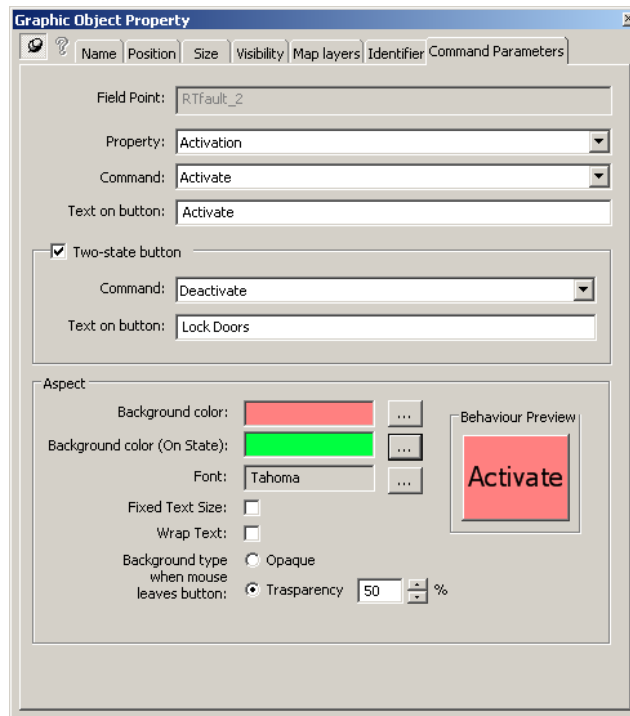 Graphic Object Property
Name Position Size Visibility Map layers Identifier Command Parameters
Field Point: RTfault_2
Property: Activation
Command: Activate
Text on button: Activate
Two-state button
Command: Deactivate
Text on button: Lock Doors
Aspect
Background color: ...
Background color (On State): ...
Font: Tahoma ...
Fixed Text Size:
Wrap Text:
Background type
when mouse
leaves button:
Opaque
Trasparency 50 %
Behaviour Preview
Activate